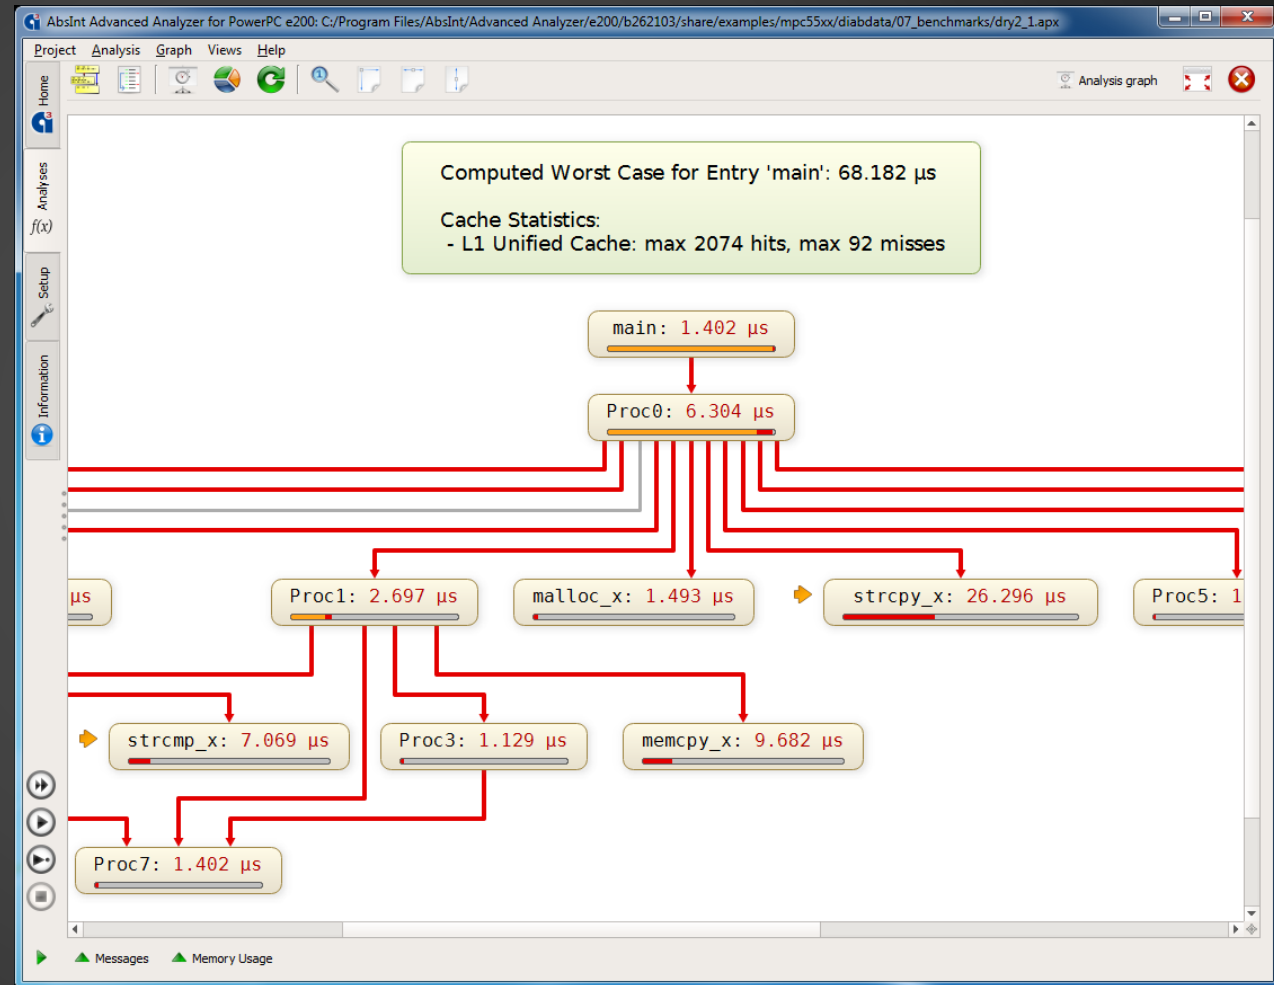 AbsInt Advanced Analyzer for PowerPC e200: C:/Program Files/AbsInt/Advanced Analyzer/e200/b262103/share/examples/mpc55xx/diabdata/07_benchmarks/dry2_1.apx
Project Analysis Graph Views Help
Analysis graph
Home
Analyses
f(x)
Setup
Information
Computed Worst Case for Entry 'main': 68.182 µs
Cache Statistics:
- L1 Unified Cache: max 2074 hits, max 92 misses
main: 1.402 µs
Proc0: 6.304 µs
µs
Proc1: 2.697 µs
malloc_x: 1.493 µs
strcpy_x: 26.296 µs
Proc5: 1
strcmp_x: 7.069 µs
Proc3: 1.129 µs
memcpy_x: 9.682 µs
Proc7: 1.402 µs
Messages
Memory Usage